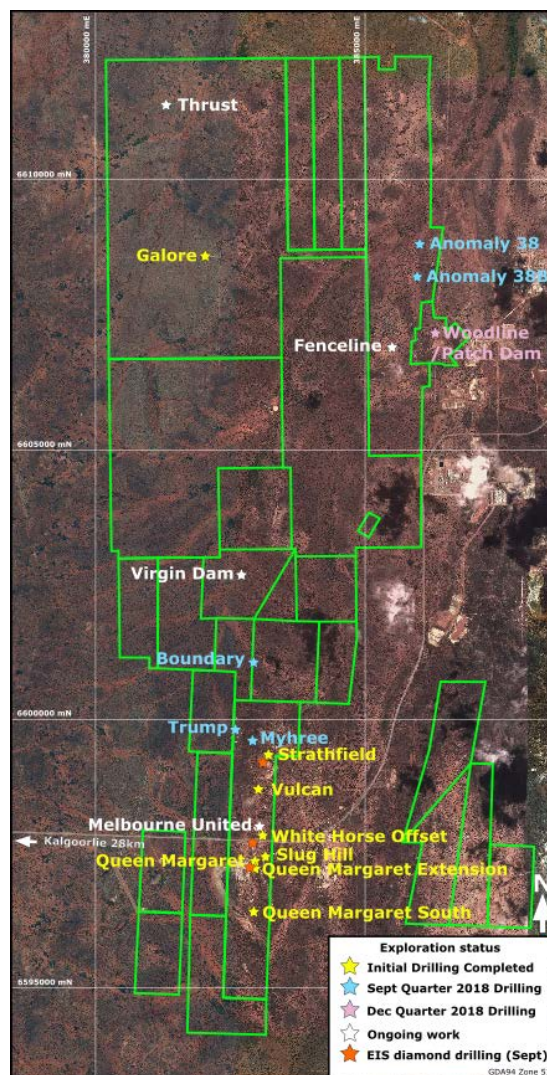 380000 mE
385000 mE
Thrust
6610000 mN
Anomaly 38
Galore
Anomaly 38B
Woodline
/Patch Dam
Fenceline
6605000 mN
Virgin Dam
Boundary
6600000 mN
Trump
Myhree
Strathfield
Vulcan
Melbourne United
White Horse Offset
Kalgoorlie 28km
Slug Hill
Queen Margaret
Queen Margaret Extension
N
Queen Margaret South
Exploration status
Initial Drilling Completed
Sept Quarter 2018 Drilling
Dec Quarter 2018 Drilling
Ongoing work
EIS diamond drilling (Sept)
6595000 mN
GDA94 Zone 5